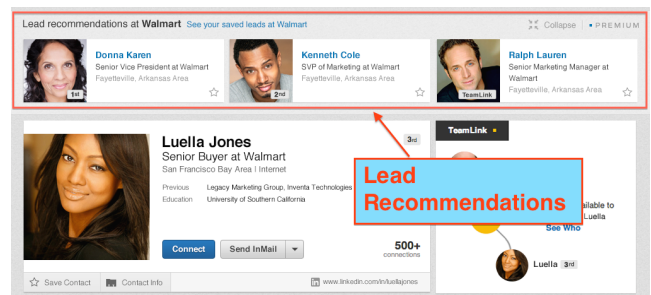 Lead recommendations at Walmart See your saved leads at Walmart Collapse PREMIUM
Donna Karen
Senior Vice President at Walmart
Fayetteville, Arkansas Area
1st
Kenneth Cole
SVP of Marketing at Walmart
Fayetteville, Arkansas Area
2nd
Ralph Lauren
Senior Marketing Manager at
Walmart
Fayetteville, Arkansas Area
TeamLink
Luella Jones 3rd
Senior Buyer at Walmart
San Francisco Bay Area | Internet
Previous Legacy Marketing Group, Inventa Technologies
Education University of Southern California
Connect Send InMail 500+
connections
Save Contact Contact Info www.linkedin.com/in/luellajones
TeamLink
Lead
Recommendations
to
Luella
See Who
Luella 3rd